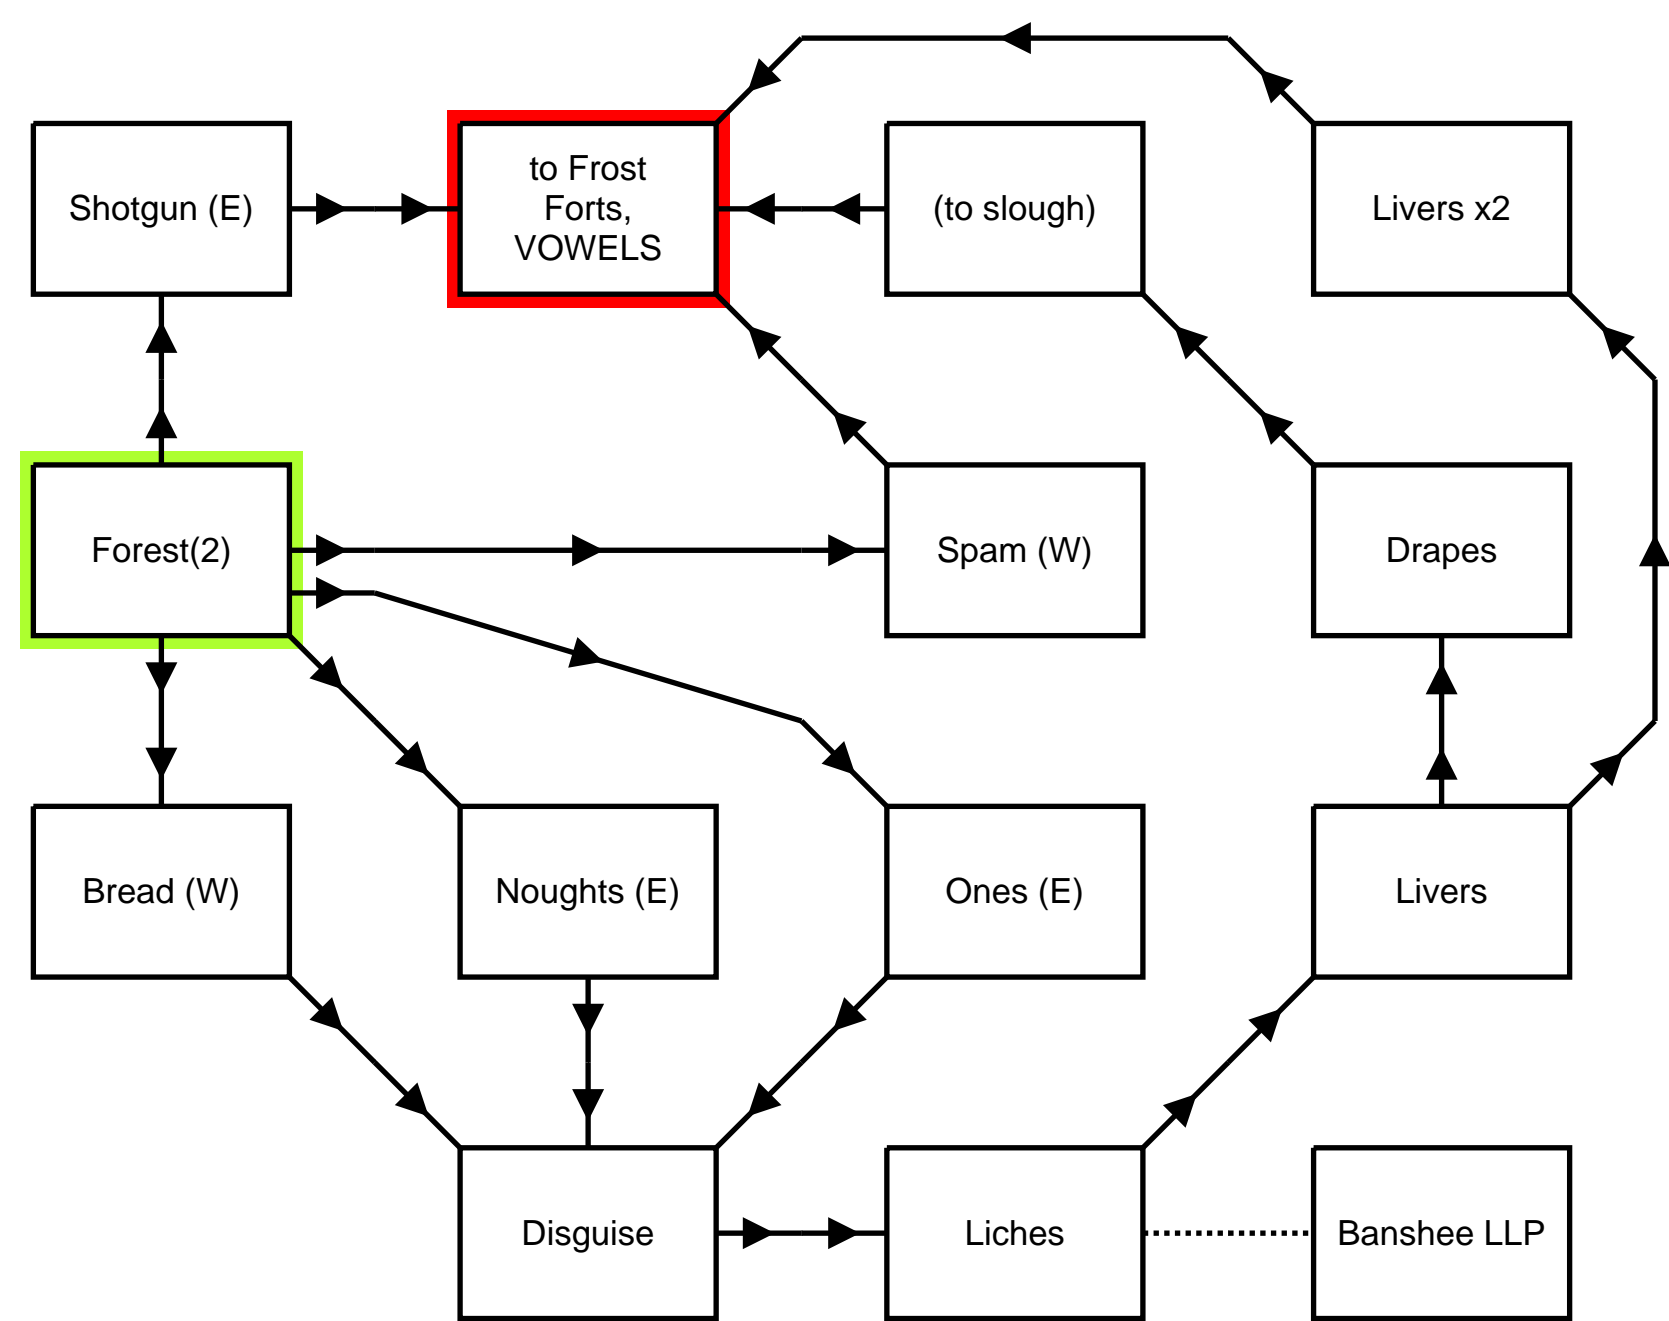 Shotgun (E)
to Frost
Forts,
VOWELS
(to slough)
Livers x2
Forest(2)
Spam (W)
Drapes
Bread (W)
Noughts (E)
Ones (E)
Livers
Disguise
Liches
Banshee LLP